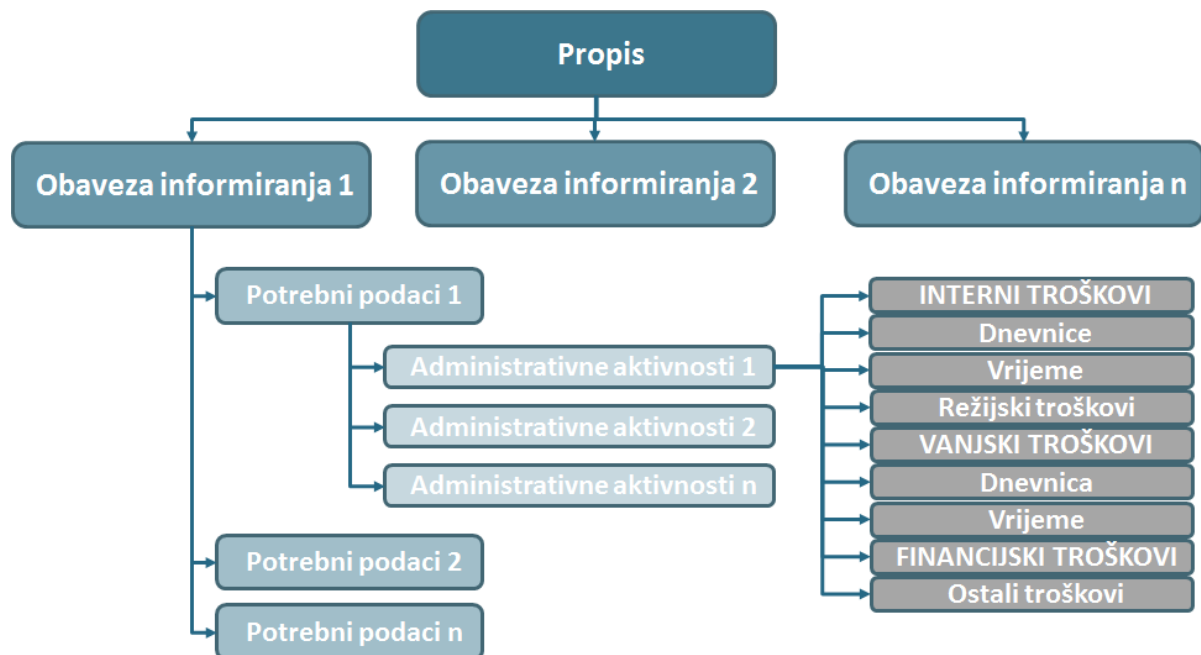 Propis
Obaveza informiranja 1
Obaveza informiranja 2
Obaveza informiranja n
Potrebni podaci 1
Administrativne aktivnosti 1
Administrativne aktivnosti 2
Administrativne aktivnosti n
Potrebni podaci 2
Potrebni podaci n
INTERNI TROŠKOVI
Dnevnice
Vrijeme
Režijski troškovi
VANJSKI TROŠKOVI
Dnevnica
Vrijeme
FINANCIJSKI TROŠKOVI
Ostali troškovi